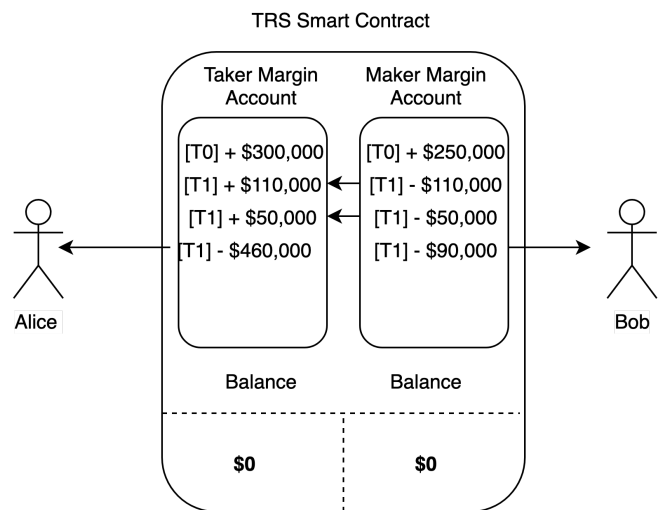 TRS Smart Contract
Taker Margin
Account
Maker Margin
Account
[T0] + $300,000
[T1] + $110,000
[T1] + $50,000
[T1] - $460,000
[T0] + $250,000
[T1] - $110,000
[T1] - $50,000
[T1] - $90,000
Alice
Bob
Balance
Balance
$0
$0